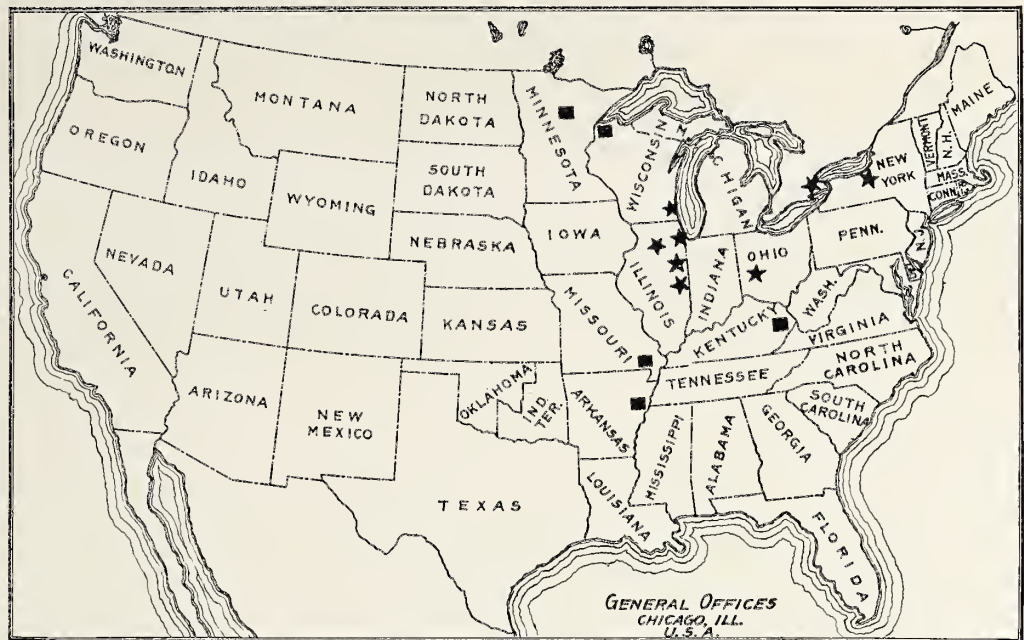 WASHINGTON
MONTANA
NORTH
DAKOTA
MINNESOTA
WISCONSIN
MICHIGAN
MAINE
VERMONT
N.H.
NEW
YORK
MASS.
CONN.
OREGON
IDAHO
WYOMING
SOUTH
DAKOTA
IOWA
NEBRASKA
PENN.
N.J.
NEVADA
UTAH
COLORADO
KANSAS
MISSOURI
ILLINOIS
INDIANA
OHIO
WASH.
VIRGINIA
KENTUCKY
CALIFORNIA
ARIZONA
NEW
MEXICO
OKLAHOMA
IND.
TER.
ARKANSAS
TENNESSEE
NORTH
CAROLINA
SOUTH
CAROLINA
MISSISSIPPI
ALABAMA
GEORGIA
TEXAS
LOUISIANA
FLORIDA
GENERAL OFFICES
CHICAGO, ILL.
U.S.A.